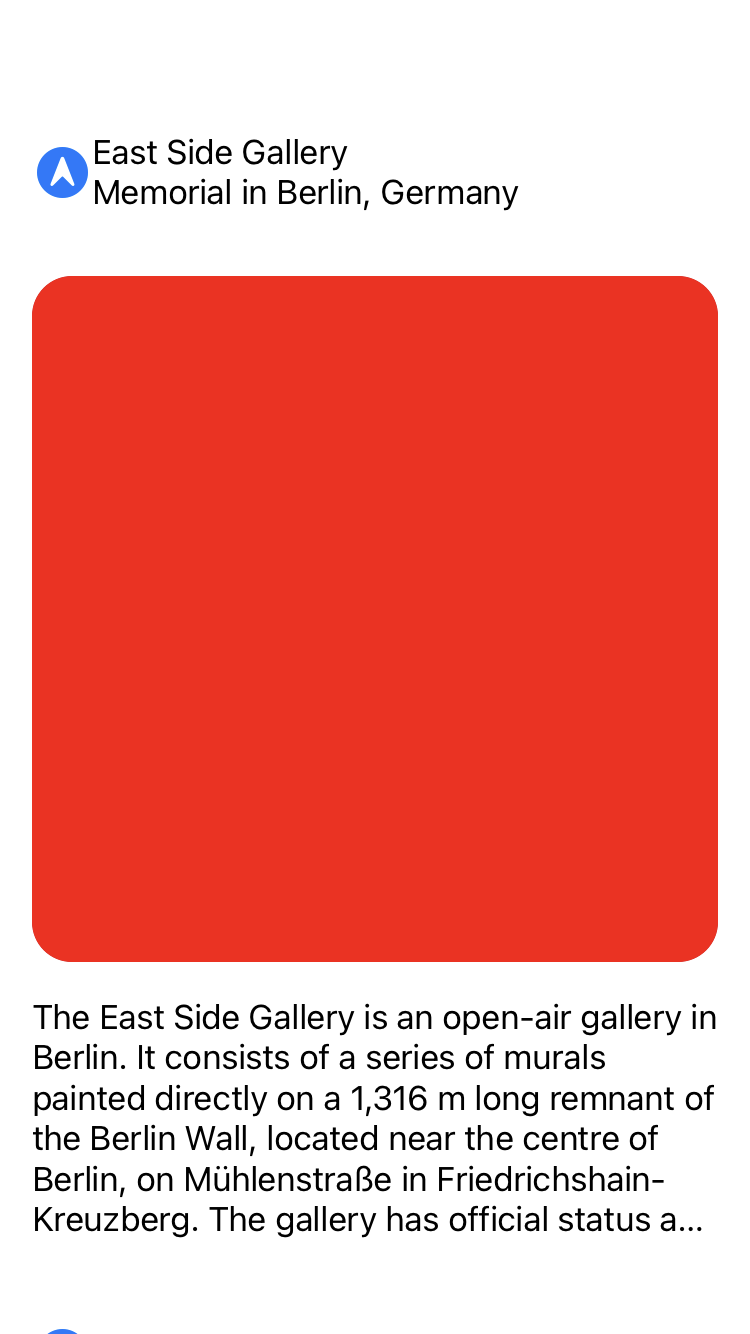 East Side Gallery
Memorial in Berlin, Germany
The East Side Gallery is an open-air gallery in
Berlin. It consists of a series of murals
painted directly on a 1,316 m long remnant of
the Berlin Wall, located near the centre of
Berlin, on Mühlenstraße in Friedrichshain-
Kreuzberg. The gallery has official status a...